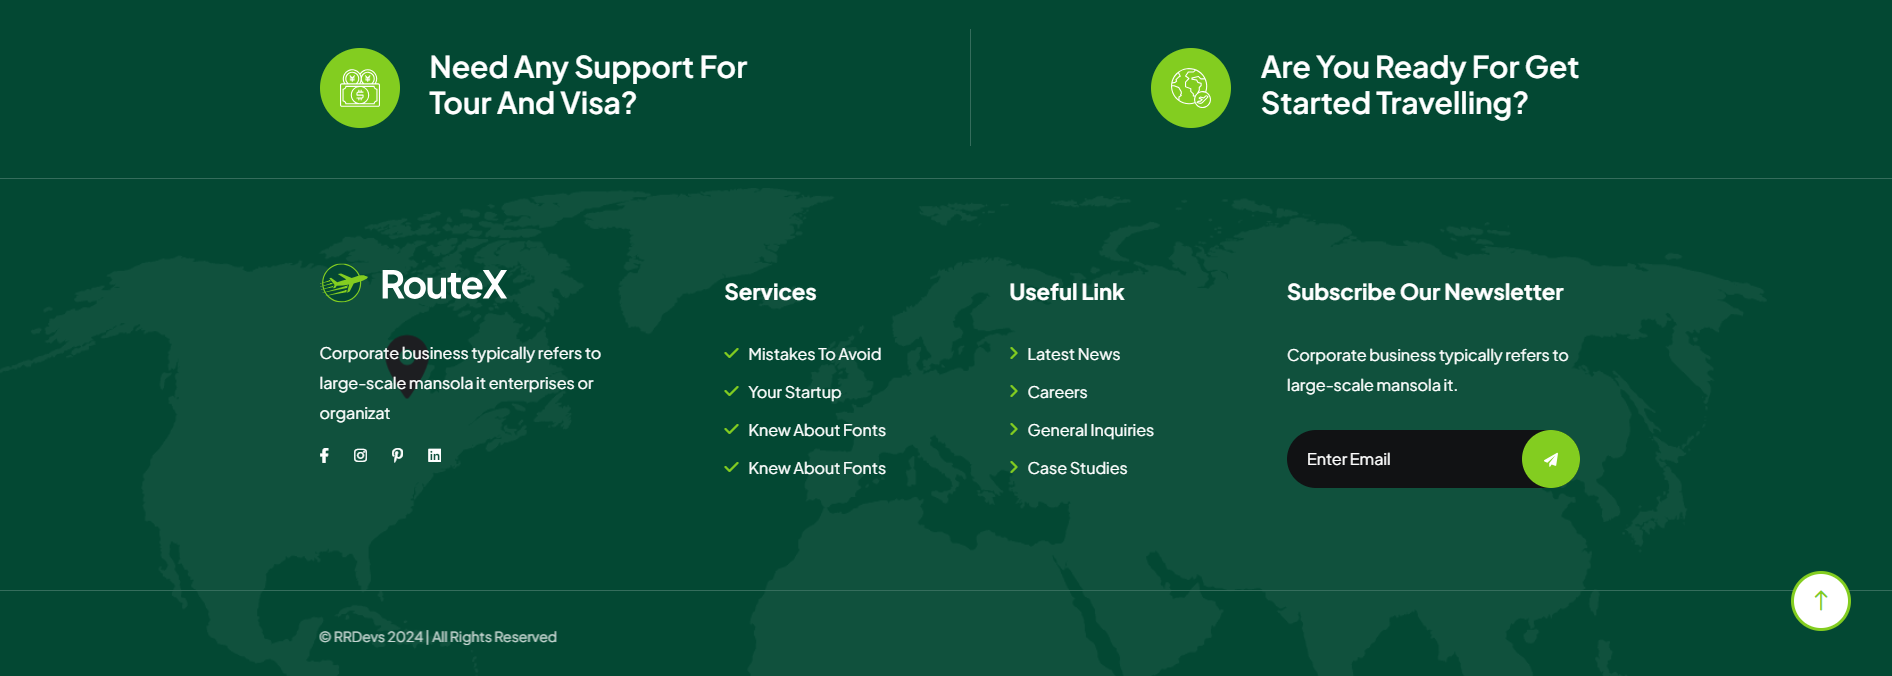 Need Any Support For
Tour And Visa?
Are You Ready For Get
Started Travelling?
RouteX
Corporate business typically refers to
large-scale mansola it enterprises or
organizat
Services
Mistakes To Avoid
Your Startup
Knew About Fonts
Knew About Fonts
Useful Link
Latest News
Careers
General Inquiries
Case Studies
Subscribe Our Newsletter
Corporate business typically refers to
large-scale mansola it.
Enter Email
© RRDevs 2024 | All Rights Reserved